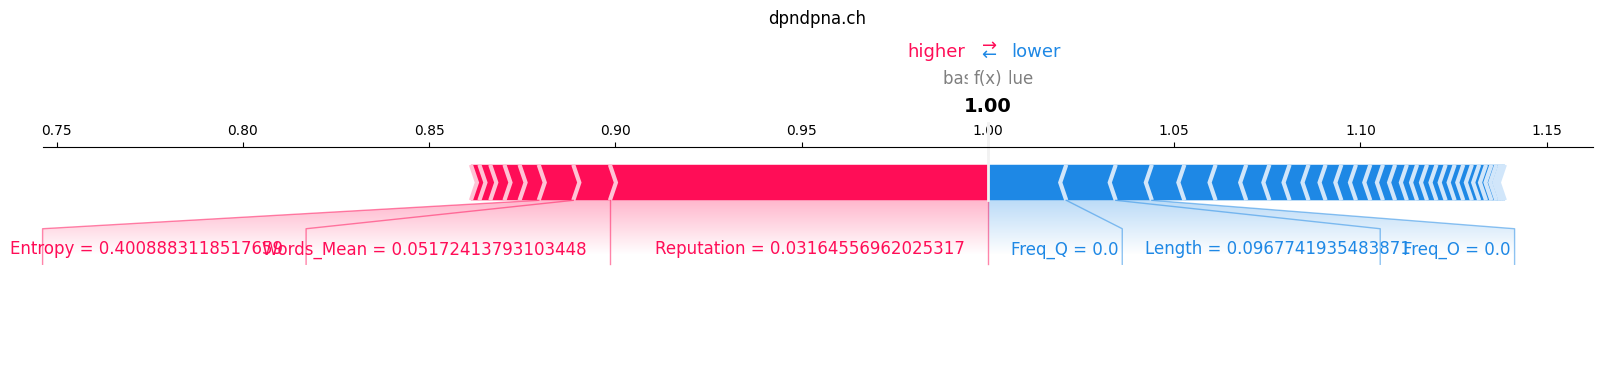 dpndpna.ch
higher ⇄ lower
bas f(x) lue
1.00
0.75 0.80 0.85 0.90 0.95 1.00 1.05 1.10 1.15
Entropy = 0.4008883118517659 Words_Mean = 0.05172413793103448 Reputation = 0.03164556962025317 Freq_Q = 0.0 Length = 0.0967741935483871 Freq_O = 0.0